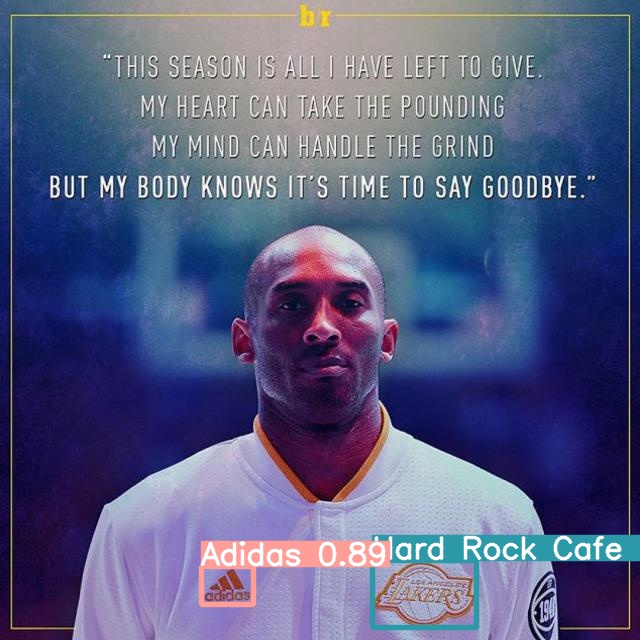 br
“THIS SEASON IS ALL I HAVE LEFT TO GIVE.
MY HEART CAN TAKE THE POUNDING
MY MIND CAN HANDLE THE GRIND
BUT MY BODY KNOWS IT’S TIME TO SAY GOODBYE.”
Adidas 0.89
Hard Rock Cafe
adidas
LOS ANGELES
LAKERS